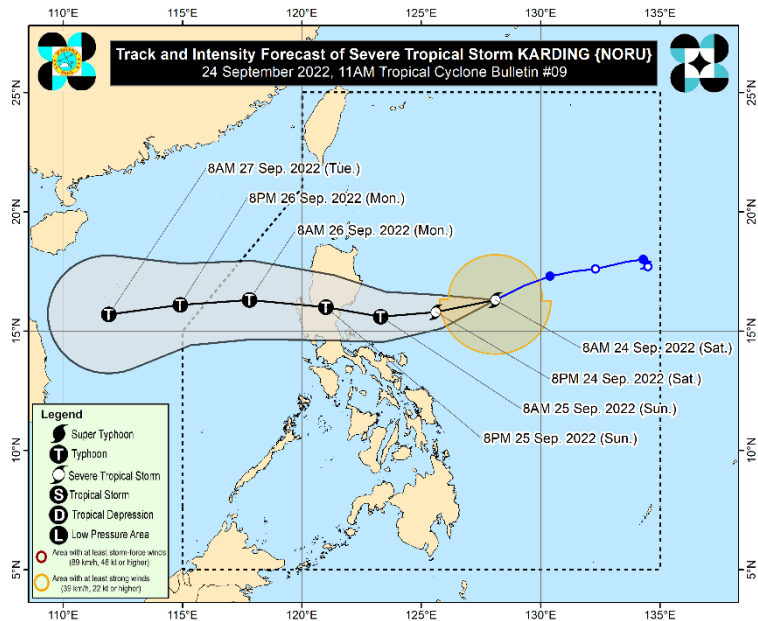 Track and Intensity Forecast of Severe Tropical Storm KARDING {NORU}
24 September 2022, 11AM Tropical Cyclone Bulletin #09
8AM 27 Sep. 2022 (Tue.)
8PM 26 Sep. 2022 (Mon.)
8AM 26 Sep. 2022 (Mon.)
8AM 24 Sep. 2022 (Sat.)
8PM 24 Sep. 2022 (Sat.)
8AM 25 Sep. 2022 (Sun.)
8PM 25 Sep. 2022 (Sun.)
25°N
20°N
15°N
10°N
5°N
25°N
20°N
15°N
10°N
5°N
T T T T T
Legend
Super Typhoon
T Typhoon
Severe Tropical Storm
S Tropical Storm
D Tropical Depression
L Low Pressure Area
Area with at least storm-force winds
(89 km/h, 48 kt or higher)
Area with at least strong winds
(39 km/h, 22 kt or higher)
110°E 115°E 120°E 125°E 130°E 135°E